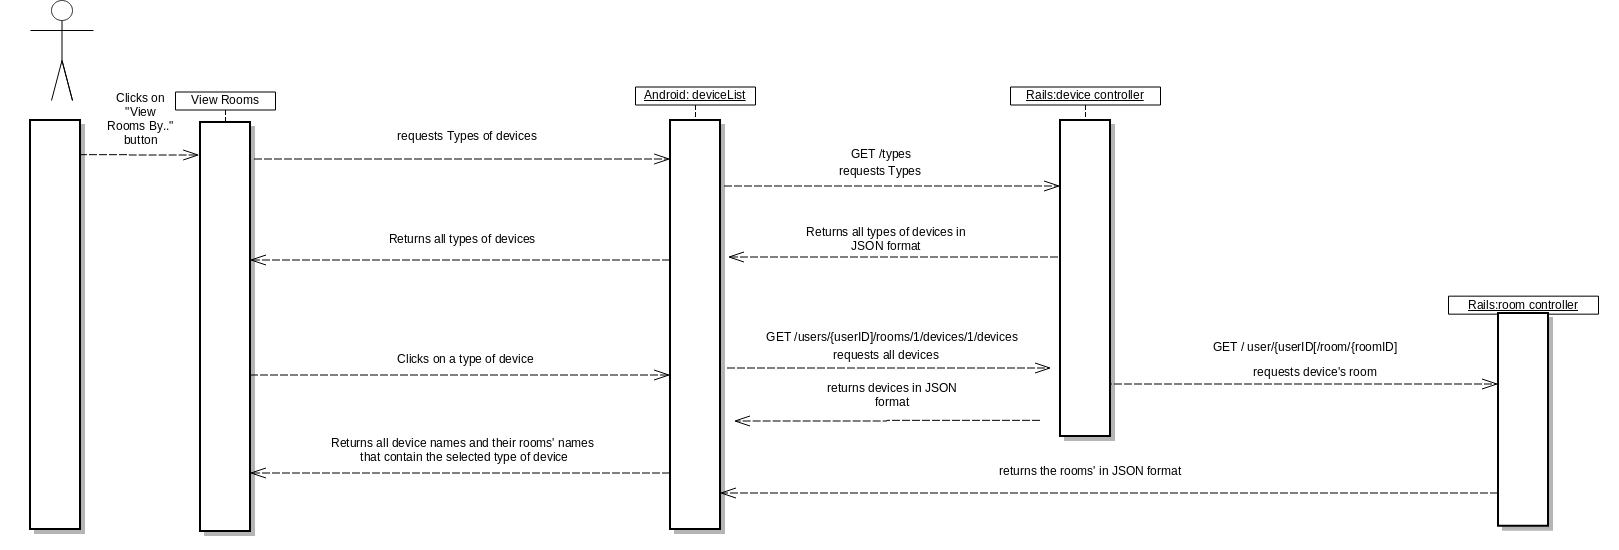 Clicks on
"View
Rooms By.."
button
View Rooms
Android: deviceList
Rails:device controller
requests Types of devices
GET /types
requests Types
Returns all types of devices
Returns all types of devices in
JSON format
Rails:room controller
GET /users/{userID]/rooms/1/devices/1/devices
requests all devices
GET / user/{userID[/room/{roomID]
requests device's room
Clicks on a type of device
returns devices in JSON
format
Returns all device names and their rooms' names
that contain the selected type of device
returns the rooms' in JSON format